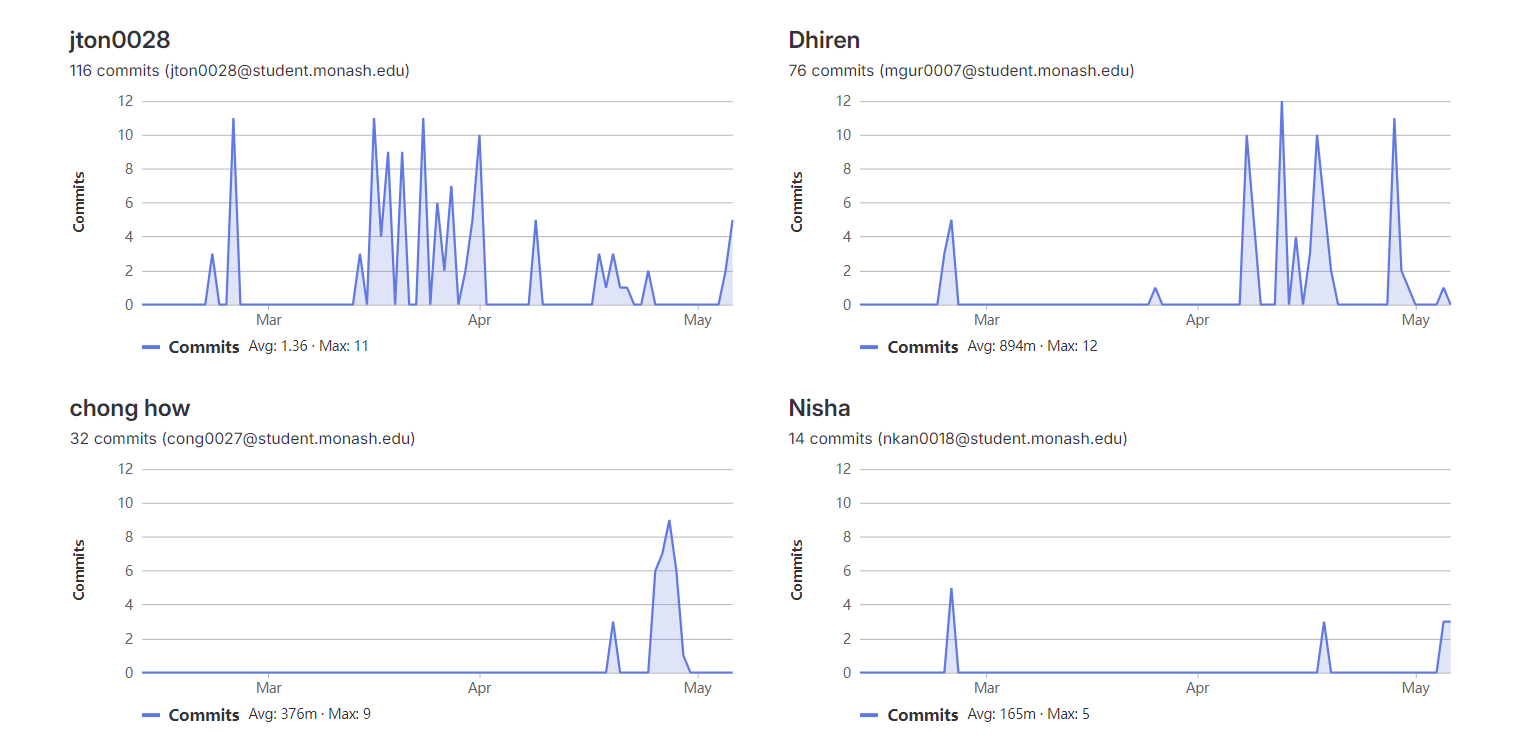 jton0028
116 commits (jton0028@student.monash.edu)
12
10
8
6
4
2
0
Commits
Mar
Apr
May
Commits Avg: 1.36 · Max: 11
Dhiren
76 commits (mgur0007@student.monash.edu)
12
10
8
6
4
2
0
Commits
Mar
Apr
May
Commits Avg: 894m · Max: 12
chong how
32 commits (cong0027@student.monash.edu)
12
10
8
6
4
2
0
Commits
Mar
Apr
May
Commits Avg: 376m · Max: 9
Nisha
14 commits (nkan0018@student.monash.edu)
12
10
8
6
4
2
0
Commits
Mar
Apr
May
Commits Avg: 165m · Max: 5